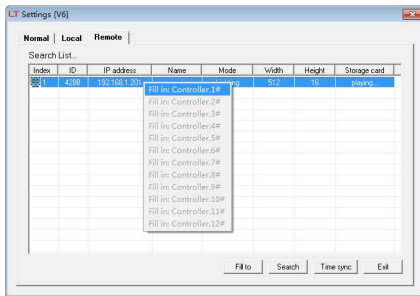 LT Settings [V6]
Normal Local Remote
Search List...
Index ID IP address Name Mode Width Height Storage card
1 4288 192.168.1.201 512 16 playing...
Fill in: Controller.1#
Fill in: Controller.2#
Fill in: Controller.3#
Fill in: Controller.4#
Fill in: Controller.5#
Fill in: Controller.6#
Fill in: Controller.7#
Fill in: Controller.8#
Fill in: Controller.9#
Fill in: Controller.10#
Fill in: Controller.11#
Fill in: Controller.12#
Fill to Search Time sync Exit